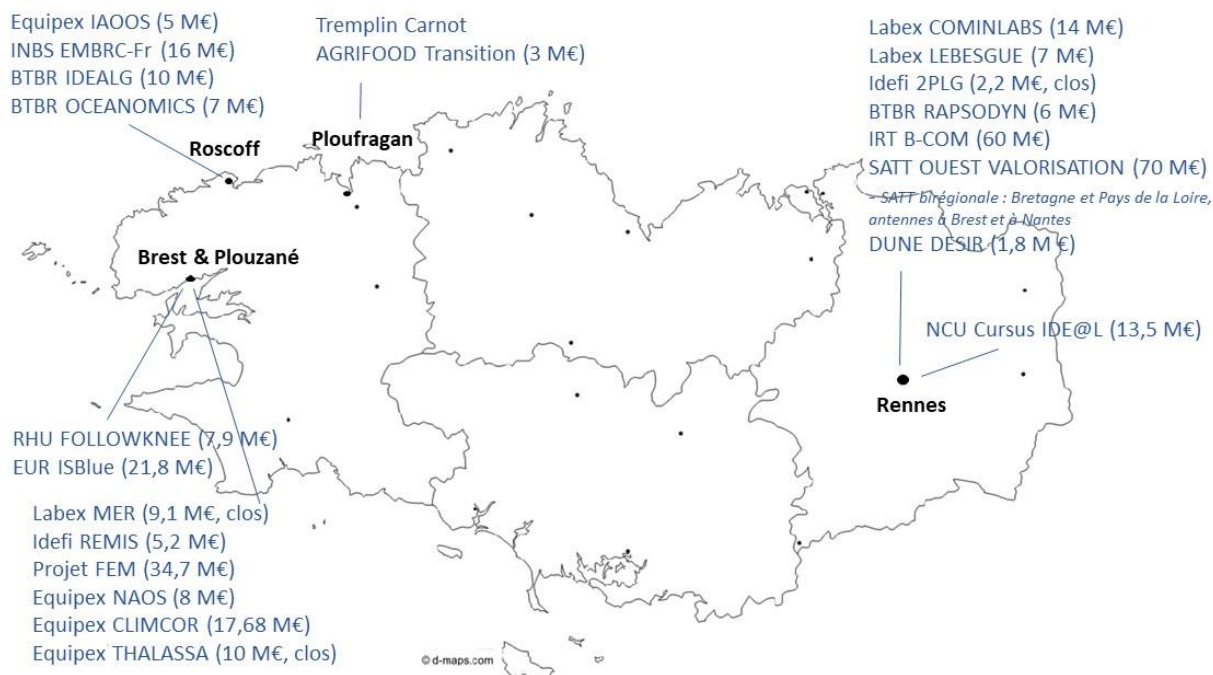 Equipex IAOOS (5 M€)
INBS EMBRC-Fr (16 M€)
BTBR IDEALG (10 M€)
BTBR OCEANOMICS (7 M€)
Roscoff
Tremplin Carnot
AGRIFOOD Transition (3 M€)
Ploufragan
Labex COMINLABS (14 M€)
Labex LEBESGUE (7 M€)
Idefi 2PLG (2,2 M€, clos)
BTBR RAPSODYN (6 M€)
IRT B-COM (60 M€)
SATT OUEST VALORISATION (70 M€)
- SATT birégionale : Bretagne et Pays de la Loire,
antennes à Brest et à Nantes
DUNE DESIR (1,8 M €)
NCU Cursus IDE@L (13,5 M€)
Rennes
Brest & Plouzané
RHU FOLLOWKNEE (7,9 M€)
EUR ISBlue (21,8 M€)
Labex MER (9,1 M€, clos)
Idefi REMIS (5,2 M€)
Projet FEM (34,7 M€)
Equipex NAOS (8 M€)
Equipex CLIMCOR (17,68 M€)
Equipex THALASSA (10 M€, clos)
© d-maps.com